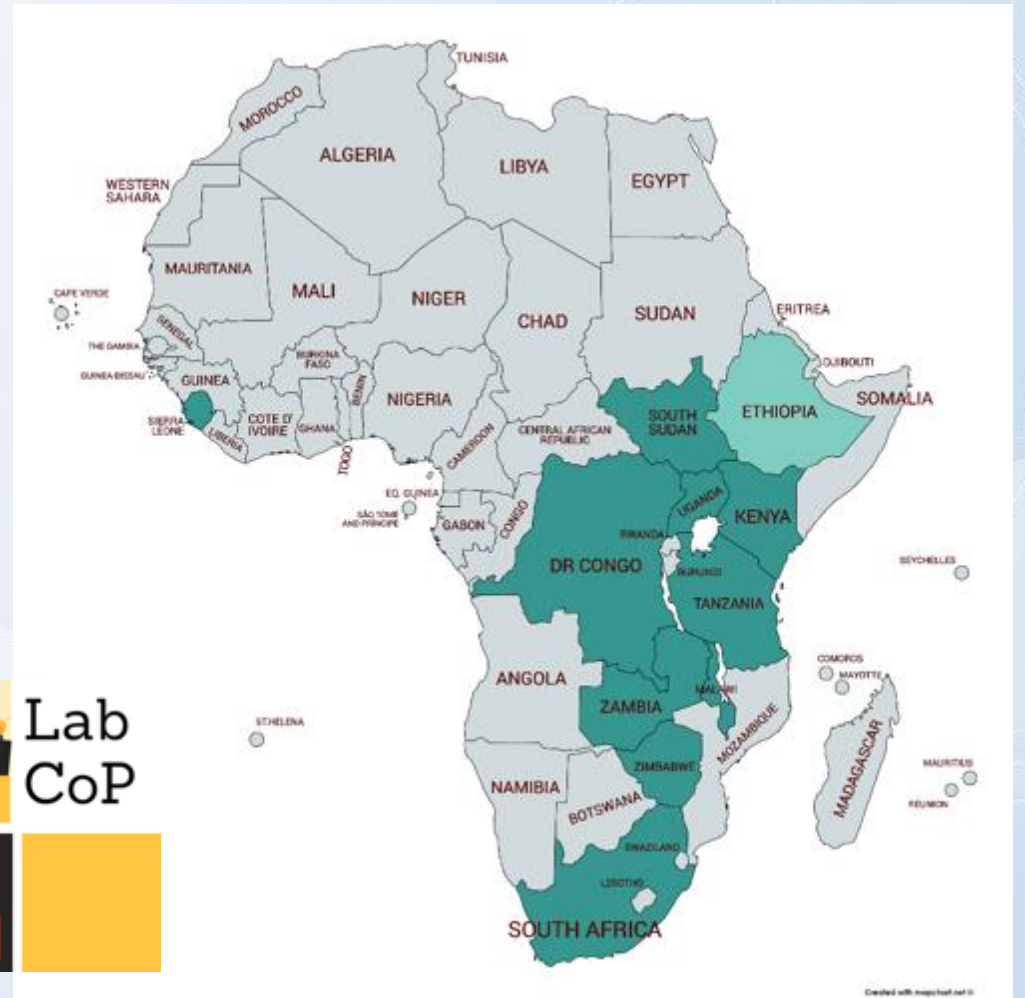 TUNISIA
MOROCCO
ALGERIA
LIBYA
EGYPT
WESTERN
SAHARA
MAURITANIA
MALI
NIGER
CHAD
SUDAN
ERITREA
CAPE VERDE
SENEGAL
THE GAMBIA
GUINEA-BISSAU
GUINEA
BURKINA
FASO
BENIN
NIGERIA
DJIBOUTI
SOMALIA
ETHIOPIA
SOUTH
SUDAN
SIERRA
LEONE
LIBERIA
COTE D'
IVOIRE
GHANA
TOGO
CAMEROON
CENTRAL AFRICAN
REPUBLIC
EQ. GUINEA
SÃO TOME
AND PRINCIPE
GABON
CONGO
UGANDA
KENYA
RWANDA
DR CONGO
BURUNDI
TANZANIA
SEYCHELLES
COMOROS
MAYOTTE
ANGOLA
ZAMBIA
MALAWI
MOZAMBIQUE
ST.HELENA
ZIMBABWE
MADAGASCAR
MAURITIUS
REUNION
NAMIBIA
BOTSWANA
SWAZILAND
LESOTHO
SOUTH AFRICA
Lab
CoP
Created with mapchart.net ©